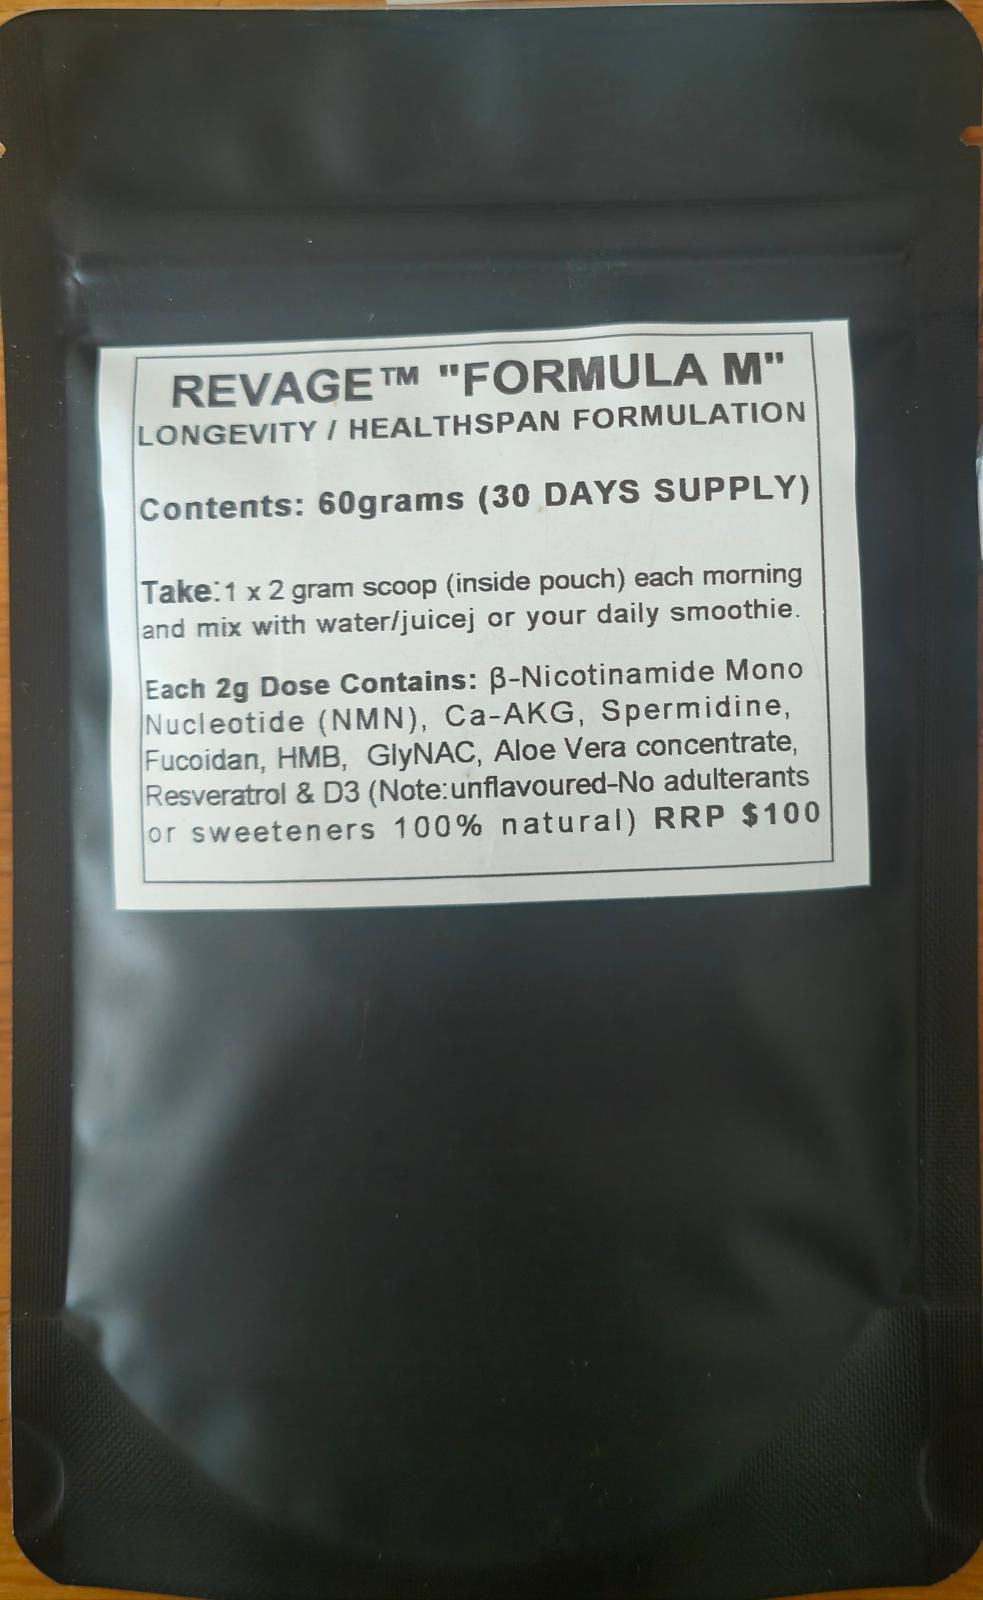 REVAGE™ "FORMULA M"
LONGEVITY / HEALTHSPAN FORMULATION
Contents: 60grams (30 DAYS SUPPLY)
Take:1 x 2 gram scoop (inside pouch) each morning
and mix with water/juicej or your daily smoothie.
Each 2g Dose Contains: β-Nicotinamide Mono
Nucleotide (NMN), Ca-AKG, Spermidine,
Fucoidan, HMB, GlyNAC, Aloe Vera concentrate,
Resveratrol & D3 (Note:unflavoured-No adulterants
or sweeteners 100% natural) RRP $100